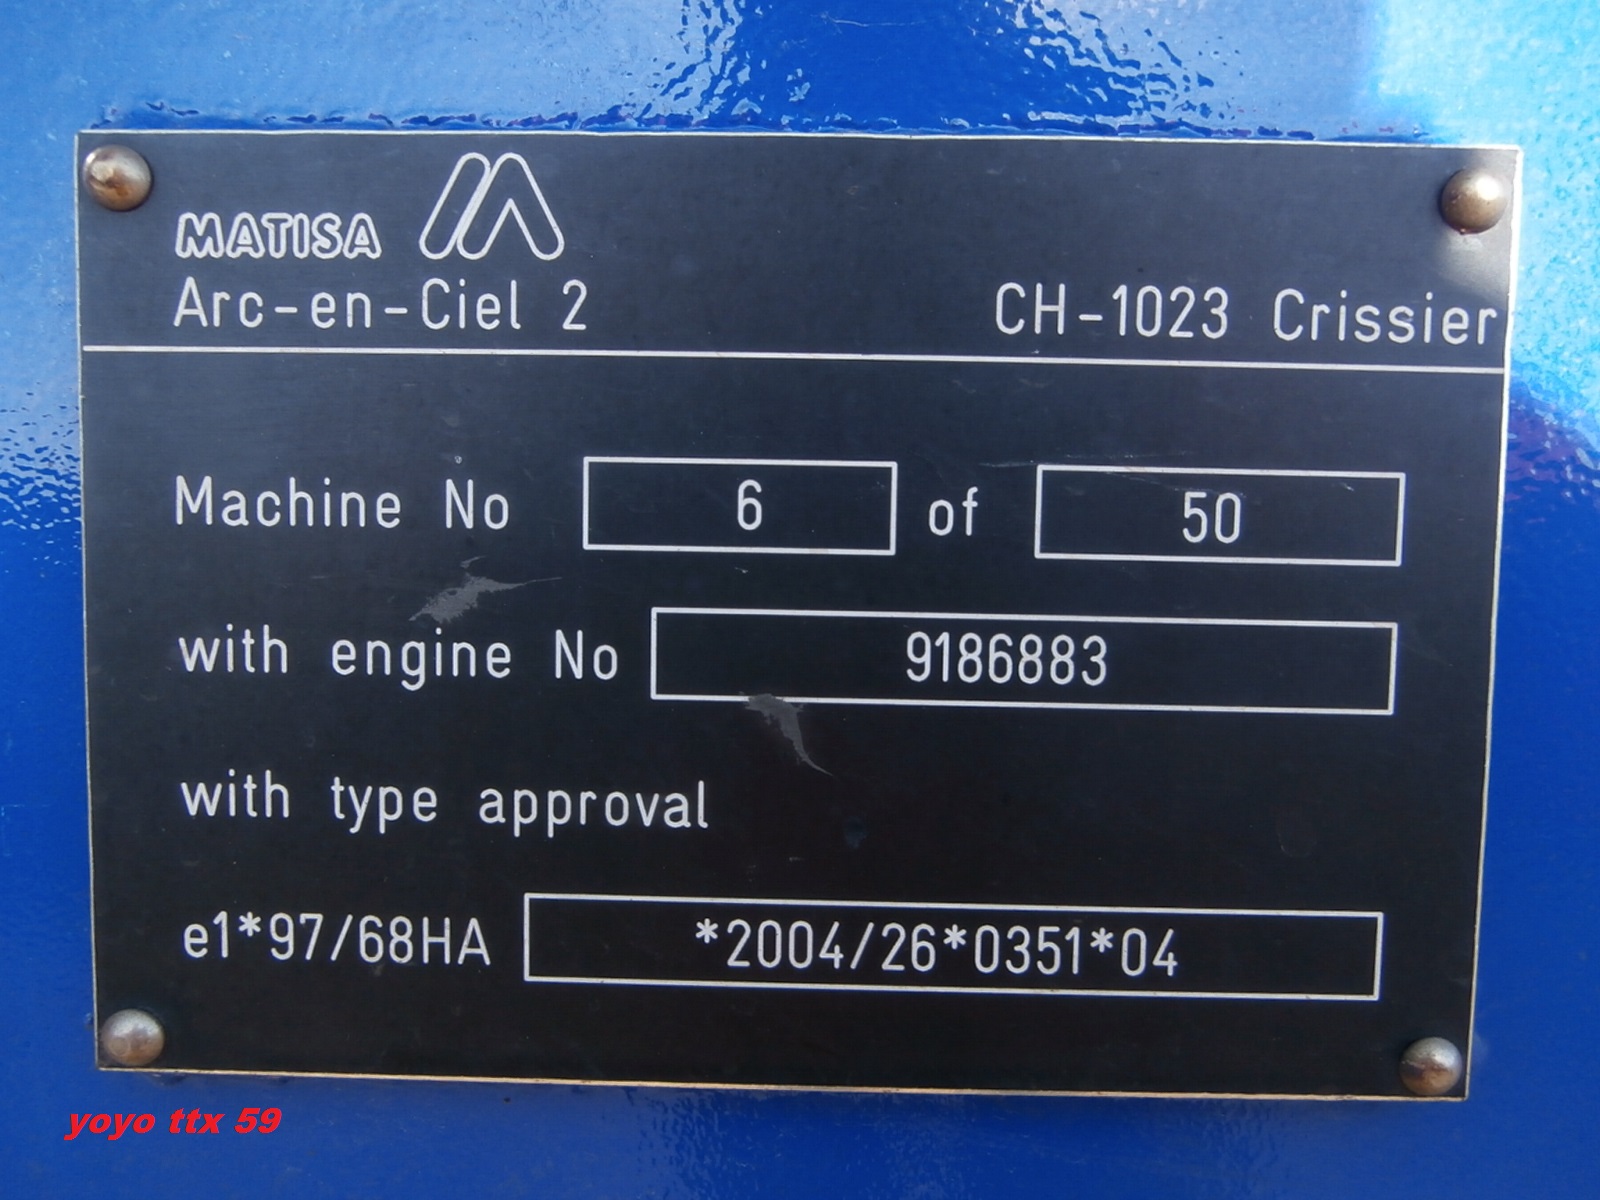 MATISA
Arc-en-Ciel 2 CH-1023 Crissier
Machine No 6 of 50
with engine No 9186883
with type approval
e1*97/68HA *2004/26*0351*04
yoyo ttx 59